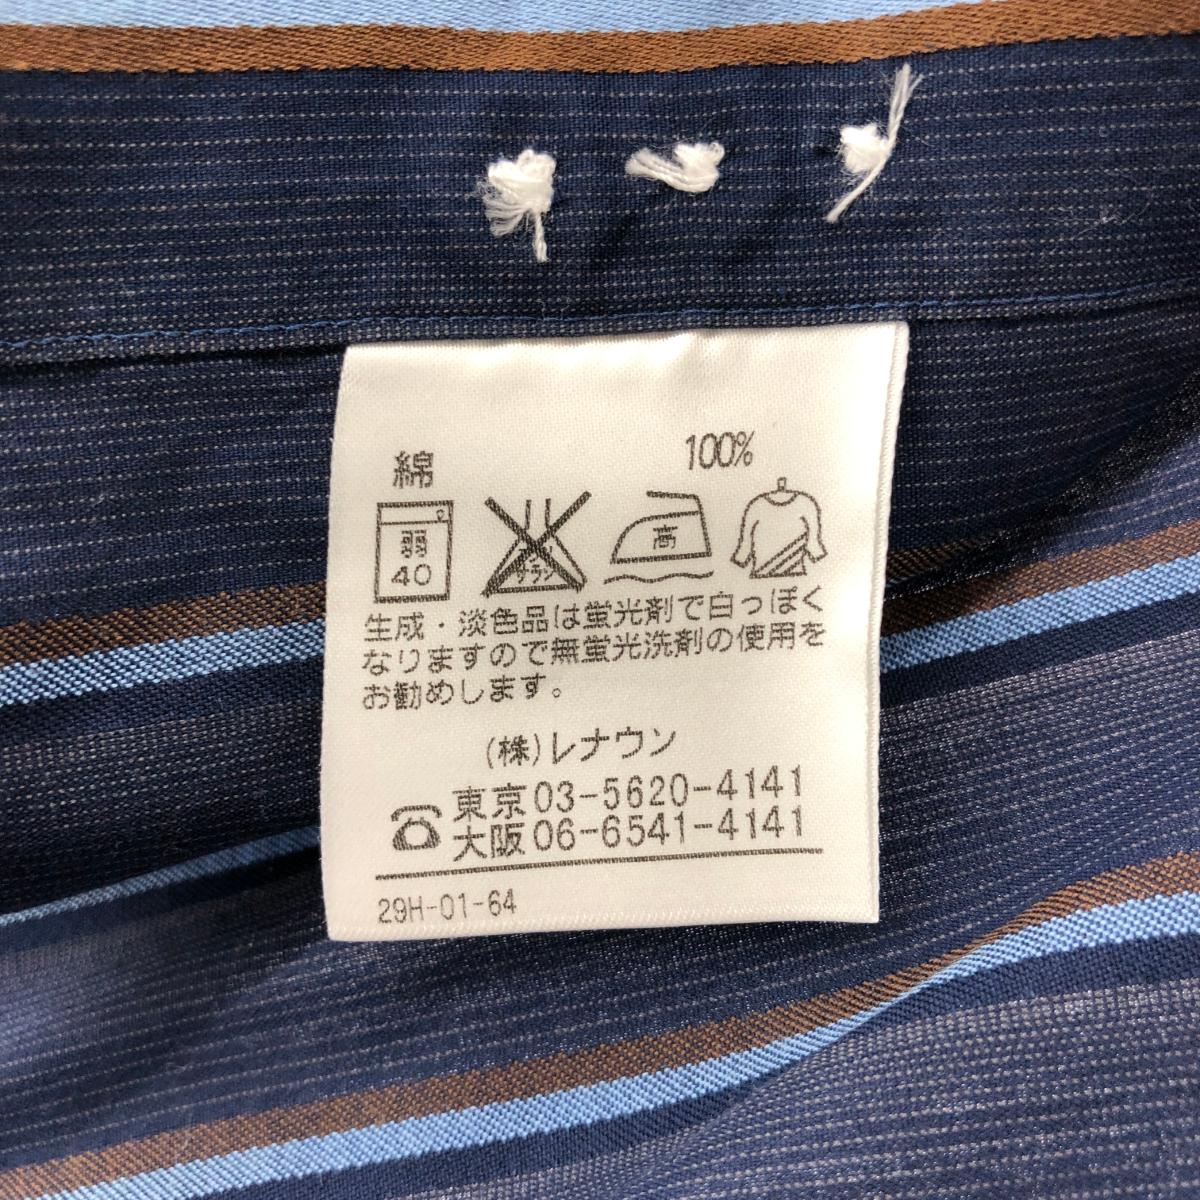 綿 100%
弱 高
40 サラシ
生成・淡色品は蛍光剤で白っぽく
なりますので無蛍光洗剤の使用を
お勧めします。
(株)レナウン
東京03-5620-4141
大阪06-6541-4141
29H-01-64